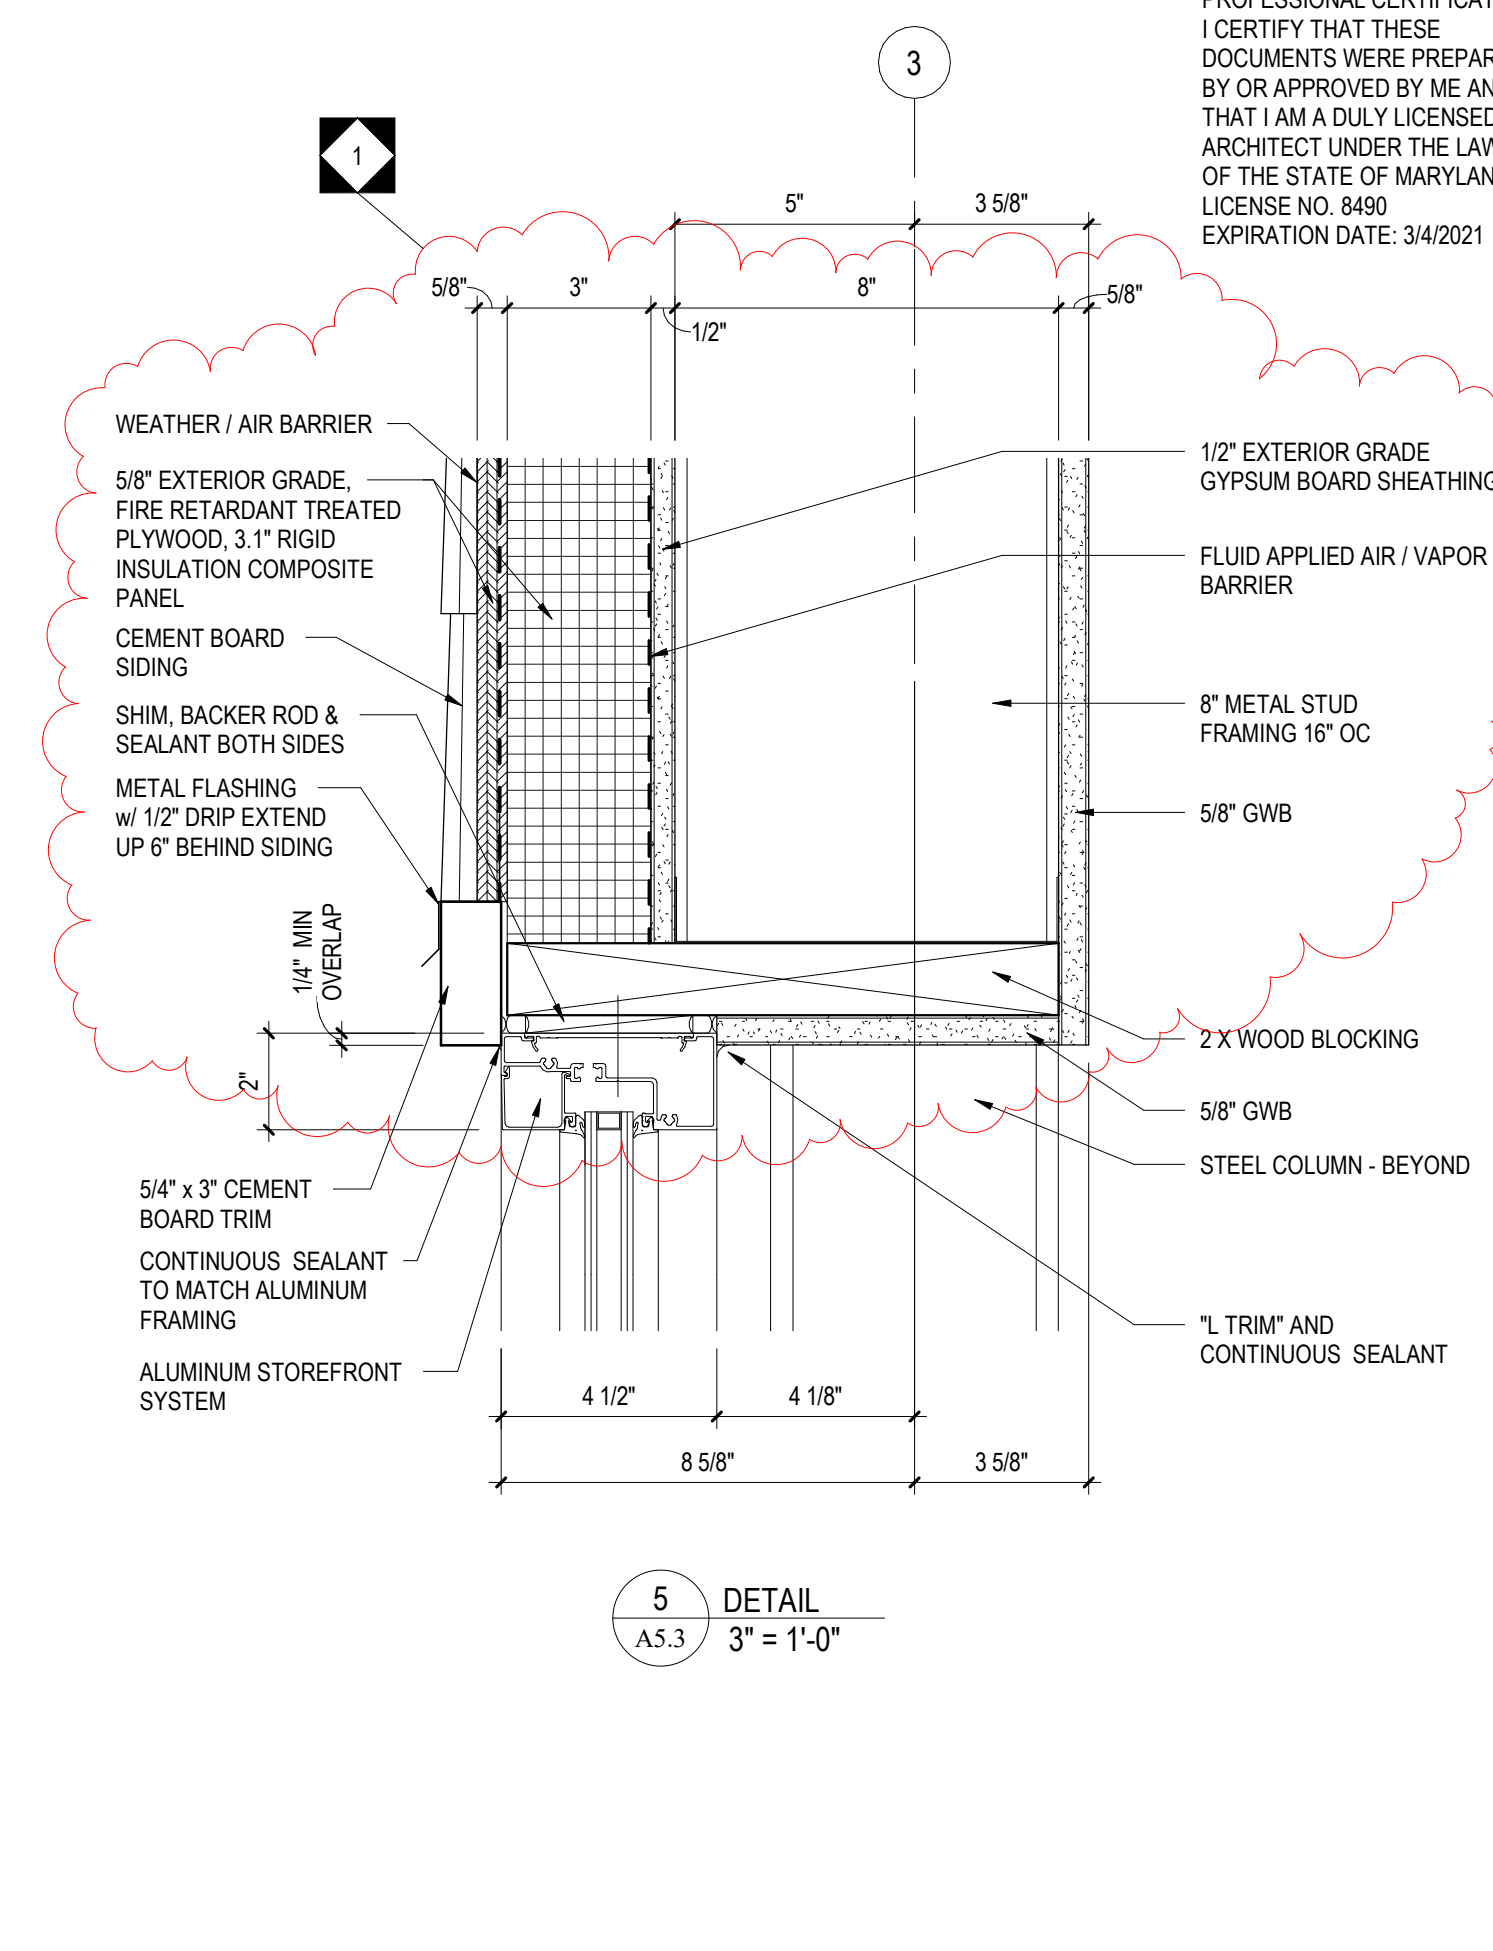 PROFESSIONAL CERTIFICAT
I CERTIFY THAT THESE
DOCUMENTS WERE PREPAR
BY OR APPROVED BY ME AN
THAT I AM A DULY LICENSED
ARCHITECT UNDER THE LAW
OF THE STATE OF MARYLAN
LICENSE NO. 8490
EXPIRATION DATE: 3/4/2021
3
1
5"
3 5/8"
5/8"
3"
8"
5/8"
1/2"
WEATHER / AIR BARRIER
5/8" EXTERIOR GRADE,
FIRE RETARDANT TREATED
PLYWOOD, 3.1" RIGID
INSULATION COMPOSITE
PANEL
CEMENT BOARD
SIDING
SHIM, BACKER ROD &
SEALANT BOTH SIDES
METAL FLASHING
w/ 1/2" DRIP EXTEND
UP 6" BEHIND SIDING
1/4" MIN
OVERLAP
2"
1/2" EXTERIOR GRADE
GYPSUM BOARD SHEATHING
FLUID APPLIED AIR / VAPOR
BARRIER
8" METAL STUD
FRAMING 16" OC
5/8" GWB
2 X WOOD BLOCKING
5/8" GWB
STEEL COLUMN - BEYOND
"L TRIM" AND
CONTINUOUS SEALANT
5/4" x 3" CEMENT
BOARD TRIM
CONTINUOUS SEALANT
TO MATCH ALUMINUM
FRAMING
ALUMINUM STOREFRONT
SYSTEM
4 1/2"
4 1/8"
8 5/8"
3 5/8"
5 DETAIL
A5.3 3" = 1'-0"